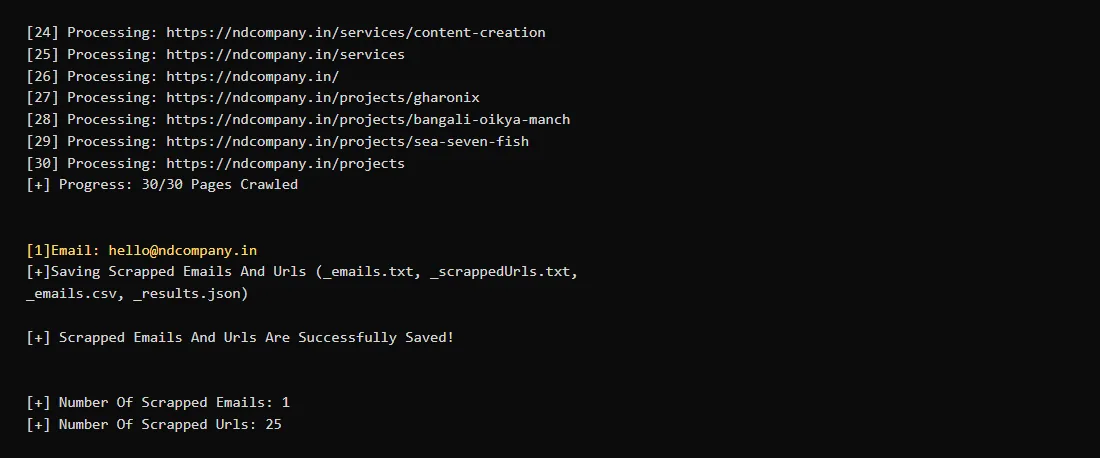 [24] Processing: https://ndcompany.in/services/content-creation
[25] Processing: https://ndcompany.in/services
[26] Processing: https://ndcompany.in/
[27] Processing: https://ndcompany.in/projects/gharonix
[28] Processing: https://ndcompany.in/projects/bangali-oikya-manch
[29] Processing: https://ndcompany.in/projects/sea-seven-fish
[30] Processing: https://ndcompany.in/projects
[+] Progress: 30/30 Pages Crawled
[1]Email: hello@ndcompany.in
[+]Saving Scrapped Emails And Urls (_emails.txt, _scrappedUrls.txt,
_emails.csv, _results.json)
[+] Scrapped Emails And Urls Are Successfully Saved!
[+] Number Of Scrapped Emails: 1
[+] Number Of Scrapped Urls: 25